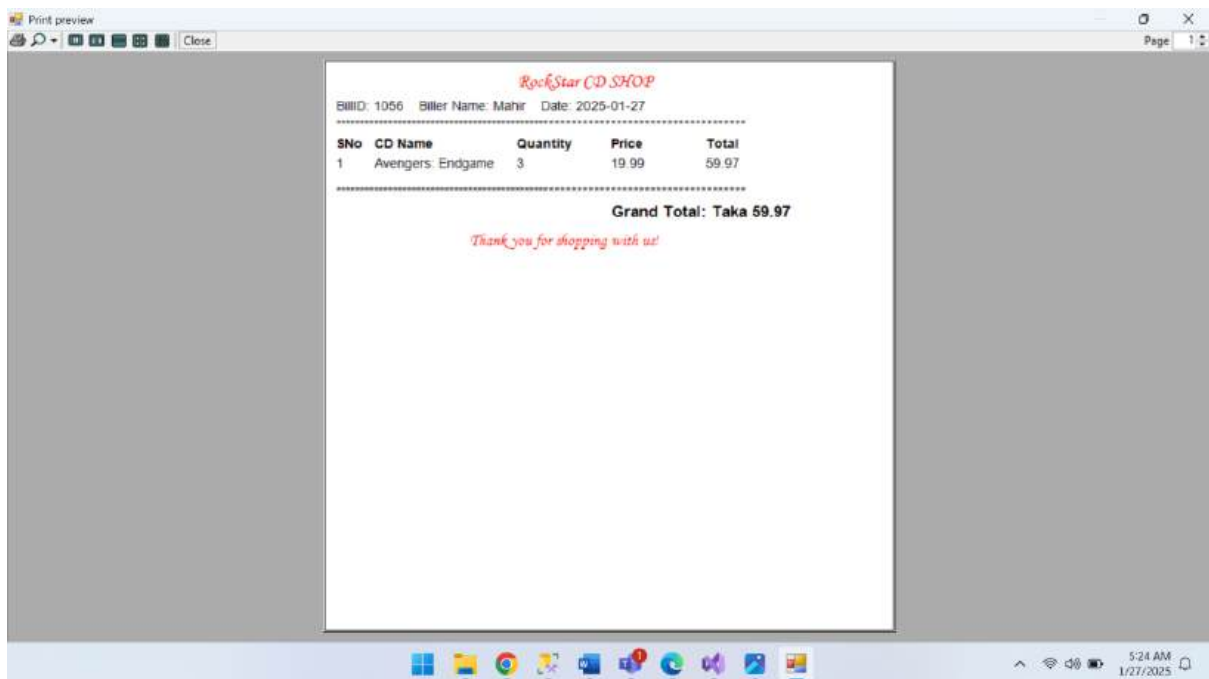 Print preview
Close
Page 1
RockStar CD SHOP
BillID: 1056 Biller Name: Mahir Date: 2025-01-27
SNo CD Name Quantity Price Total
1 Avengers: Endgame 3 19.99 59.97
Grand Total: Taka 59.97
Thank you for shopping with us!
5:24 AM
1/27/2025